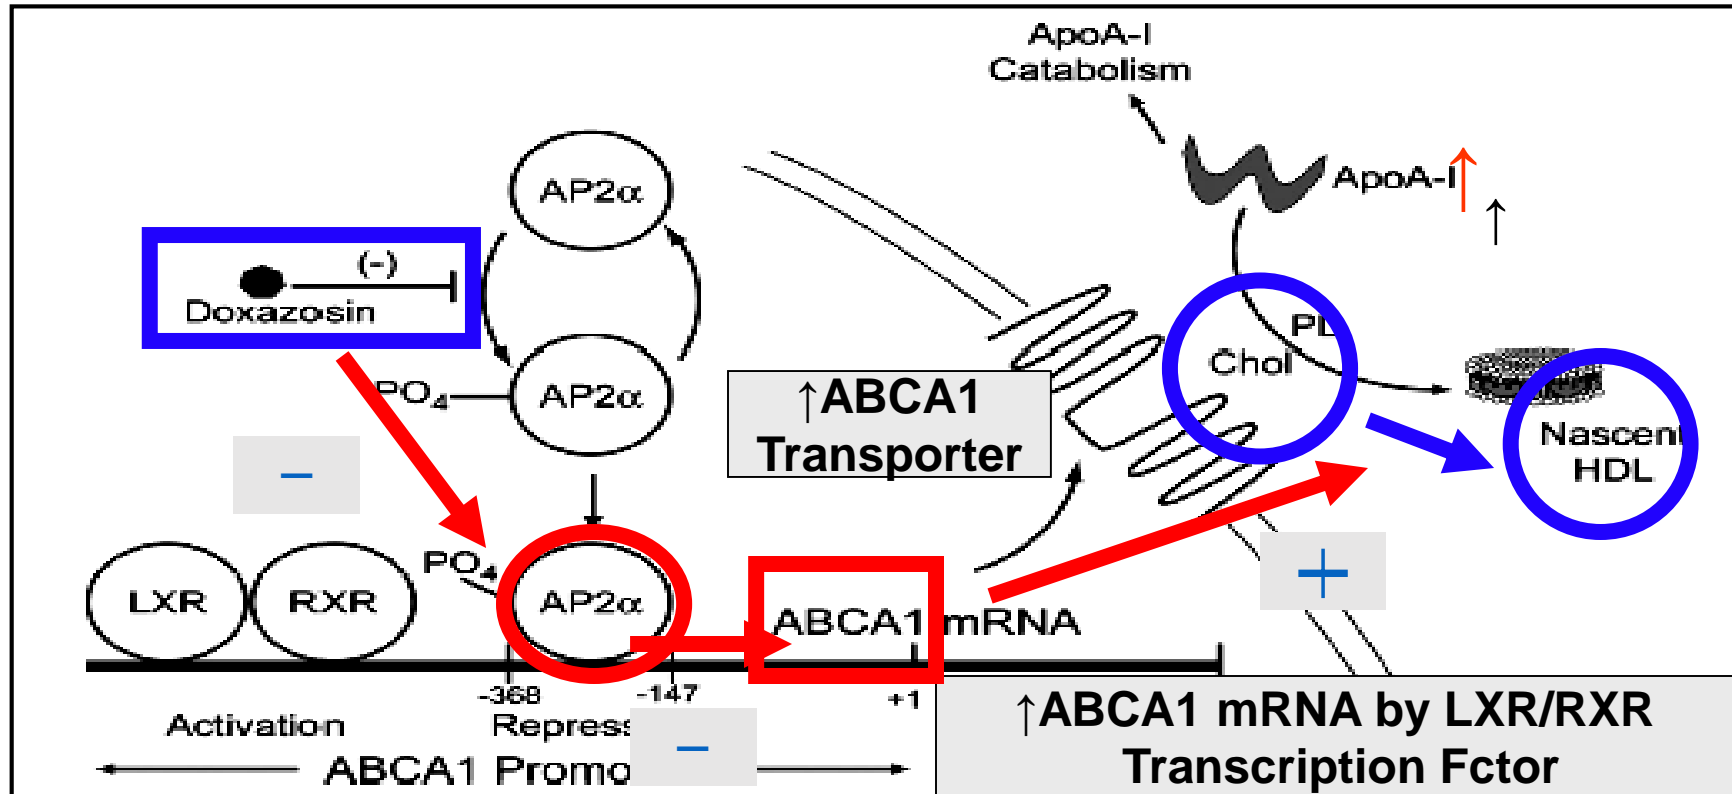 ApoA-I
Catabolism
AP2α
ApoA-I↑
↑
(-)
Doxazosin
PL
Chol
PO₄
AP2α
↑ABCA1
Transporter
Nascent
HDL
−
PO₄
LXR
RXR
AP2α
+
ABCA1 mRNA
-368
-147
+1
Activation
Repress
−
ABCA1 Promo
↑ABCA1 mRNA by LXR/RXR
Transcription Fctor